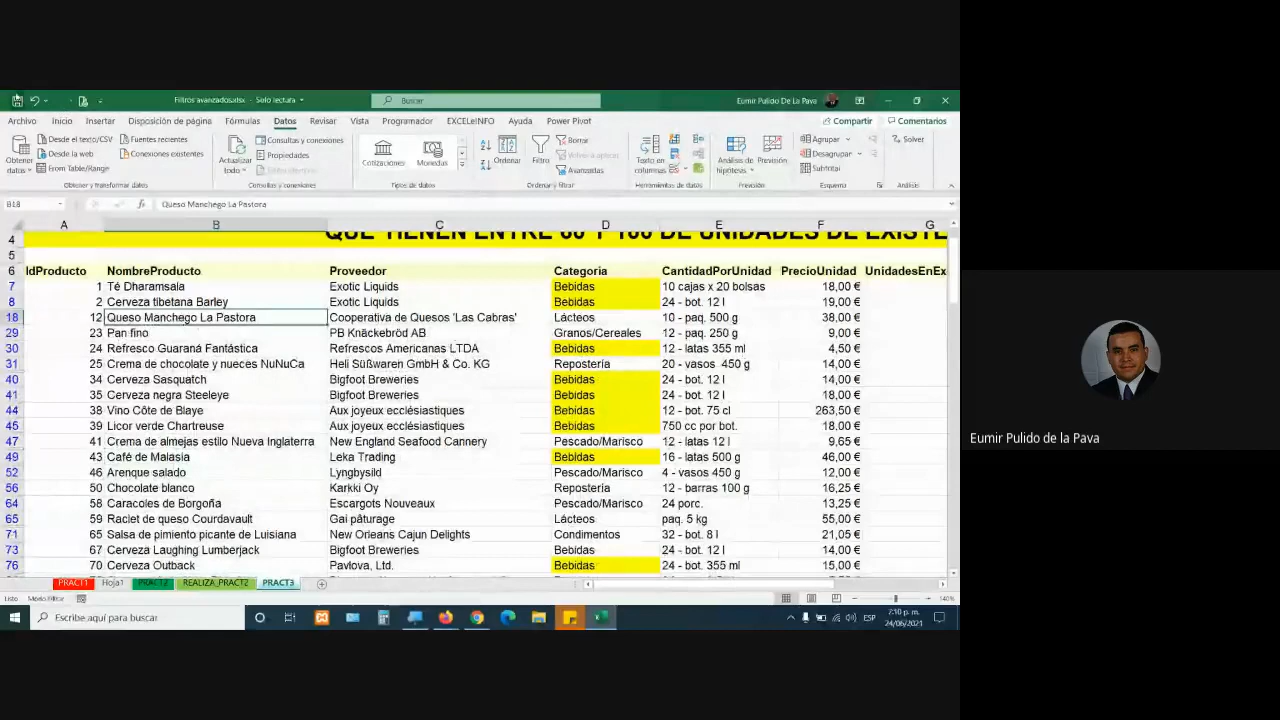 Filtros avanzados.xlsx - Solo lectura
Buscar
Eumir Pulido De La Pava
Archivo Inicio Insertar Disposición de página Fórmulas Datos Revisar Vista Programador EXCELeINFO Ayuda Power Pivot Compartir Comentarios
Obtener datos
Desde el texto/CSV
Desde la web
From Table/Range
Fuentes recientes
Conexiones existentes
Obtener y transformar datos
Actualizar todo
Consultas y conexiones
Propiedades
Consultas y conexiones
Cotizaciones
Monedas
Tipos de datos
Ordenar
Filtro
Borrar
Volver a aplicar
Avanzadas
Ordenar y filtrar
Texto en columnas
Herramientas de datos
Análisis de hipótesis
Previsión
Previsión
Agrupar
Desagrupar
Subtotal
Esquema
Solver
Análisis
B18 Queso Manchego La Pastora
A B C D E F G
4 QUE TIENEN ENTRE 60 Y 100 DE UNIDADES DE EXISTE
5
6 IdProducto NombreProducto Proveedor Categoria CantidadPorUnidad PrecioUnidad UnidadesEnEx
7 1 Té Dharamsala Exotic Liquids Bebidas 10 cajas x 20 bolsas 18,00 €
8 2 Cerveza tibetana Barley Exotic Liquids Bebidas 24 - bot. 12 l 19,00 €
18 12 Queso Manchego La Pastora Cooperativa de Quesos 'Las Cabras' Lácteos 10 - paq. 500 g 38,00 €
29 23 Pan fino PB Knäckebröd AB Granos/Cereales 12 - paq. 250 g 9,00 €
30 24 Refresco Guaraná Fantástica Refrescos Americanas LTDA Bebidas 12 - latas 355 ml 4,50 €
31 25 Crema de chocolate y nueces NuNuCa Heli Süßwaren GmbH & Co. KG Repostería 20 - vasos 450 g 14,00 €
40 34 Cerveza Sasquatch Bigfoot Breweries Bebidas 24 - bot. 12 l 14,00 €
41 35 Cerveza negra Steeleye Bigfoot Breweries Bebidas 24 - bot. 12 l 18,00 €
44 38 Vino Côte de Blaye Aux joyeux ecclésiastiques Bebidas 12 - bot. 75 cl 263,50 €
45 39 Licor verde Chartreuse Aux joyeux ecclésiastiques Bebidas 750 cc por bot. 18,00 €
47 41 Crema de almejas estilo Nueva Inglaterra New England Seafood Cannery Pescado/Marisco 12 - latas 12 l 9,65 €
49 43 Café de Malasia Leka Trading Bebidas 16 - latas 500 g 46,00 €
52 46 Arenque salado Lyngbysild Pescado/Marisco 4 - vasos 450 g 12,00 €
56 50 Chocolate blanco Karkki Oy Repostería 12 - barras 100 g 16,25 €
64 58 Caracoles de Borgoña Escargots Nouveaux Pescado/Marisco 24 porc. 13,25 €
65 59 Raclet de queso Courdavault Gai pâturage Lácteos paq. 5 kg 55,00 €
71 65 Salsa de pimiento picante de Luisiana New Orleans Cajun Delights Condimentos 32 - bot. 8 l 21,05 €
73 67 Cerveza Laughing Lumberjack Bigfoot Breweries Bebidas 24 - bot. 12 l 14,00 €
76 70 Cerveza Outback Pavlova, Ltd. Bebidas 24 - bot. 355 ml 15,00 €
PRACT1 Hoja1 PRACT2 REALIZA_PRACT2 PRACT3
Listo Modo Filtrar 140%
Escribe aquí para buscar
ESP
2:10 p. m.
24/06/2021
Eumir Pulido de la Pava